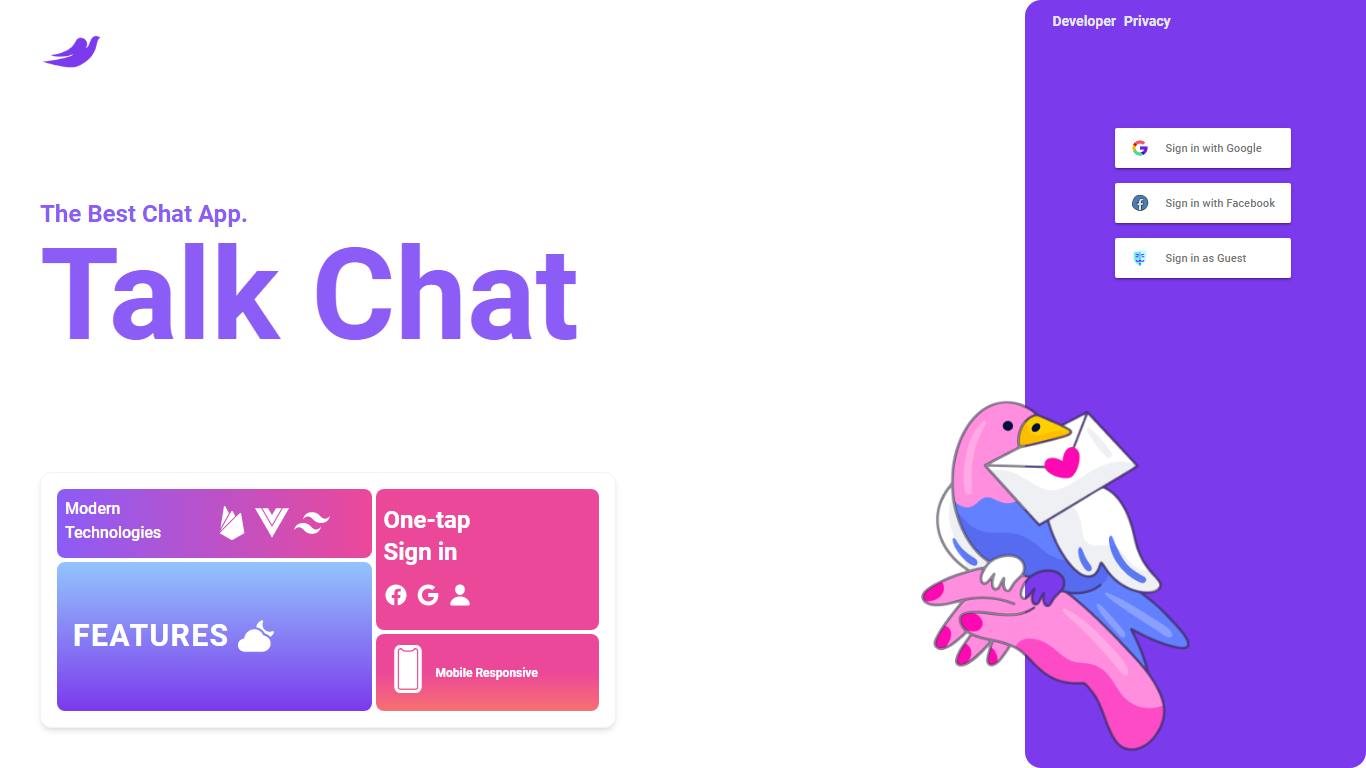 Developer Privacy
Sign in with Google
Sign in with Facebook
Sign in as Guest
The Best Chat App.
Talk Chat
Modern
Technologies
One-tap
Sign in
FEATURES
Mobile Responsive